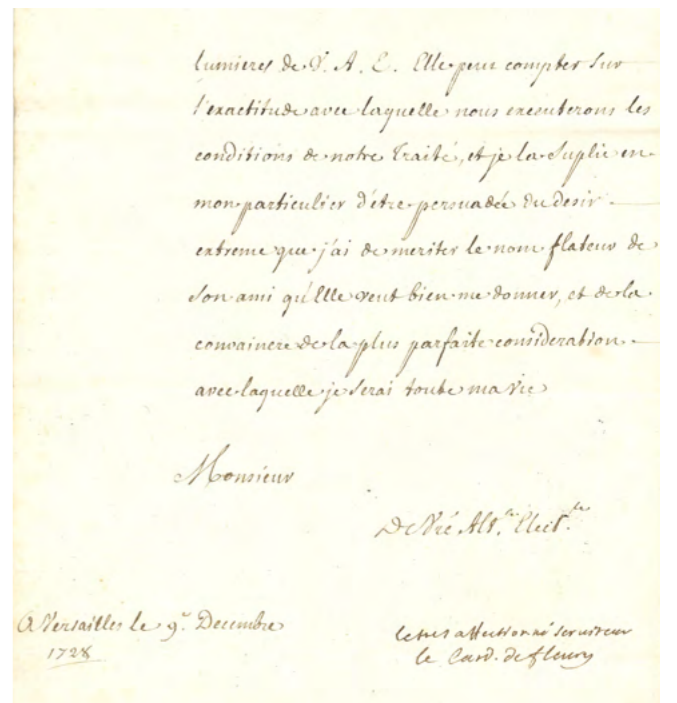 lumieres de V. A. E. Elle peut compter sur
l'exactitude avec laquelle nous executerons les
conditions de notre Traité, et je la Suplie en
mon particulier d'être persuadée du desir
extreme que j'ai de meriter le nom flateur de
Son ami qu'Elle veut bien me donner, et de la
convaincre de la plus parfaite consideration
avec laquelle je serai toute ma vie
Monsieur
De Vre Alt.se Elect.le
A Versailles le 9.e Decembre
1728
le tres affectionné serviteur
le Card. de fleury